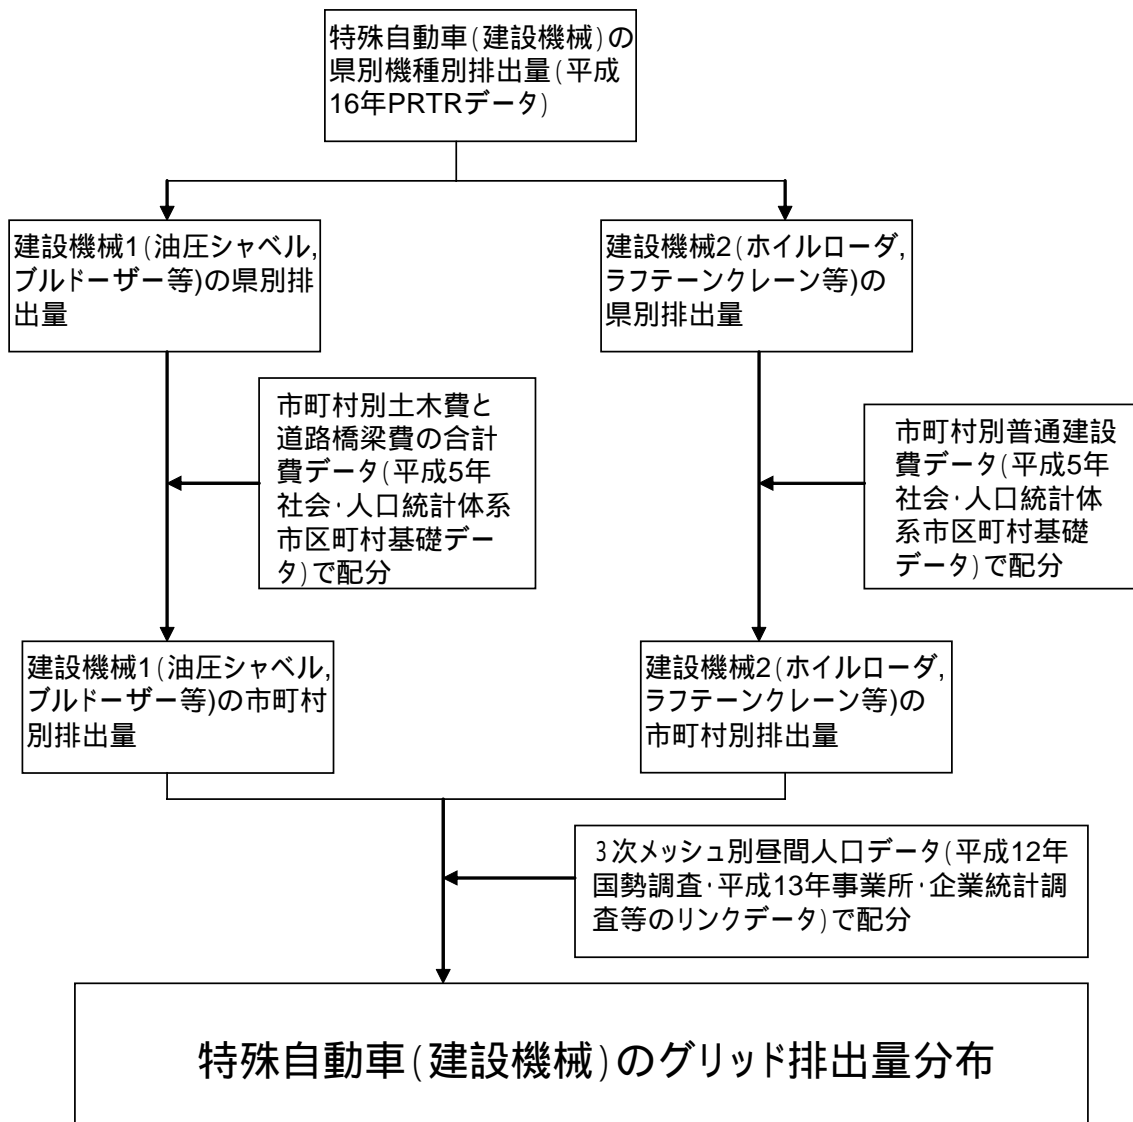 特殊自動車(建設機械)の
県別機種別排出量(平成
16年PRTRデータ)
建設機械1(油圧シャベル,
ブルドーザー等)の県別排
出量
建設機械2(ホイルローダ,
ラフテーンクレーン等)の
県別排出量
市町村別土木費と
道路橋梁費の合計
費データ(平成5年
社会・人口統計体系
市区町村基礎デー
タ)で配分
市町村別普通建設
費データ(平成5年
社会・人口統計体
系市区町村基礎
データ)で配分
建設機械1(油圧シャベル,
ブルドーザー等)の市町村
別排出量
建設機械2(ホイルローダ,
ラフテーンクレーン等)の
市町村別排出量
3次メッシュ別昼間人口データ(平成12年
国勢調査・平成13年事業所・企業統計調
査等のリンクデータ)で配分
特殊自動車(建設機械)のグリッド排出量分布